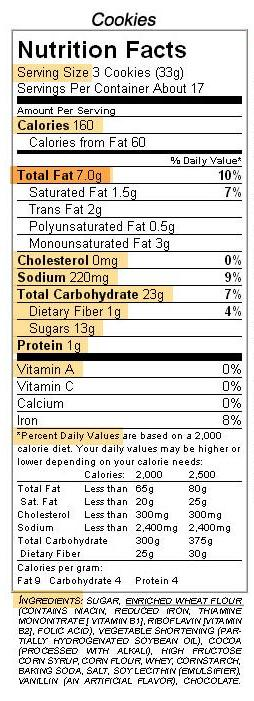 Cookies
Nutrition Facts
Serving Size 3 Cookies (33g)
Servings Per Container About 17
Amount Per Serving
Calories 160
Calories from Fat 60
% Daily Value*
Total Fat 7.0g 10%
Saturated Fat 1.5g 7%
Trans Fat 2g
Polyunsaturated Fat 0.5g
Monounsaturated Fat 3g
Cholesterol 0mg 0%
Sodium 220mg 9%
Total Carbohydrate 23g 7%
Dietary Fiber 1g 4%
Sugars 13g
Protein 1g
Vitamin A 0%
Vitamin C 0%
Calcium 0%
Iron 8%
*Percent Daily Values are based on a 2,000
calorie diet. Your daily values may be higher or
lower depending on your calorie needs:
Calories: 2,000 2,500
Total Fat Less than 65g 80g
Sat. Fat Less than 20g 25g
Cholesterol Less than 300mg 300mg
Sodium Less than 2,400mg 2,400mg
Total Carbohydrate 300g 375g
Dietary Fiber 25g 30g
Calories per gram:
Fat 9 Carbohydrate 4 Protein 4
INGREDIENTS: SUGAR, ENRICHED WHEAT FLOUR
(CONTAINS NIACIN, REDUCED IRON, THIAMINE
MONONITRATE [VITAMIN B1], RIBOFLAVIN [VITAMIN
B2], FOLIC ACID), VEGETABLE SHORTENING (PAR-
TIALLY HYDROGENATED SOYBEAN OIL), COCOA
(PROCESSED WITH ALKALI), HIGH FRUCTOSE
CORN SYRUP, CORN FLOUR, WHEY, CORNSTARCH,
BAKING SODA, SALT, SOY LECITHIN (EMULSIFIER),
VANILLIN (AN ARTIFICIAL FLAVOR), CHOCOLATE.